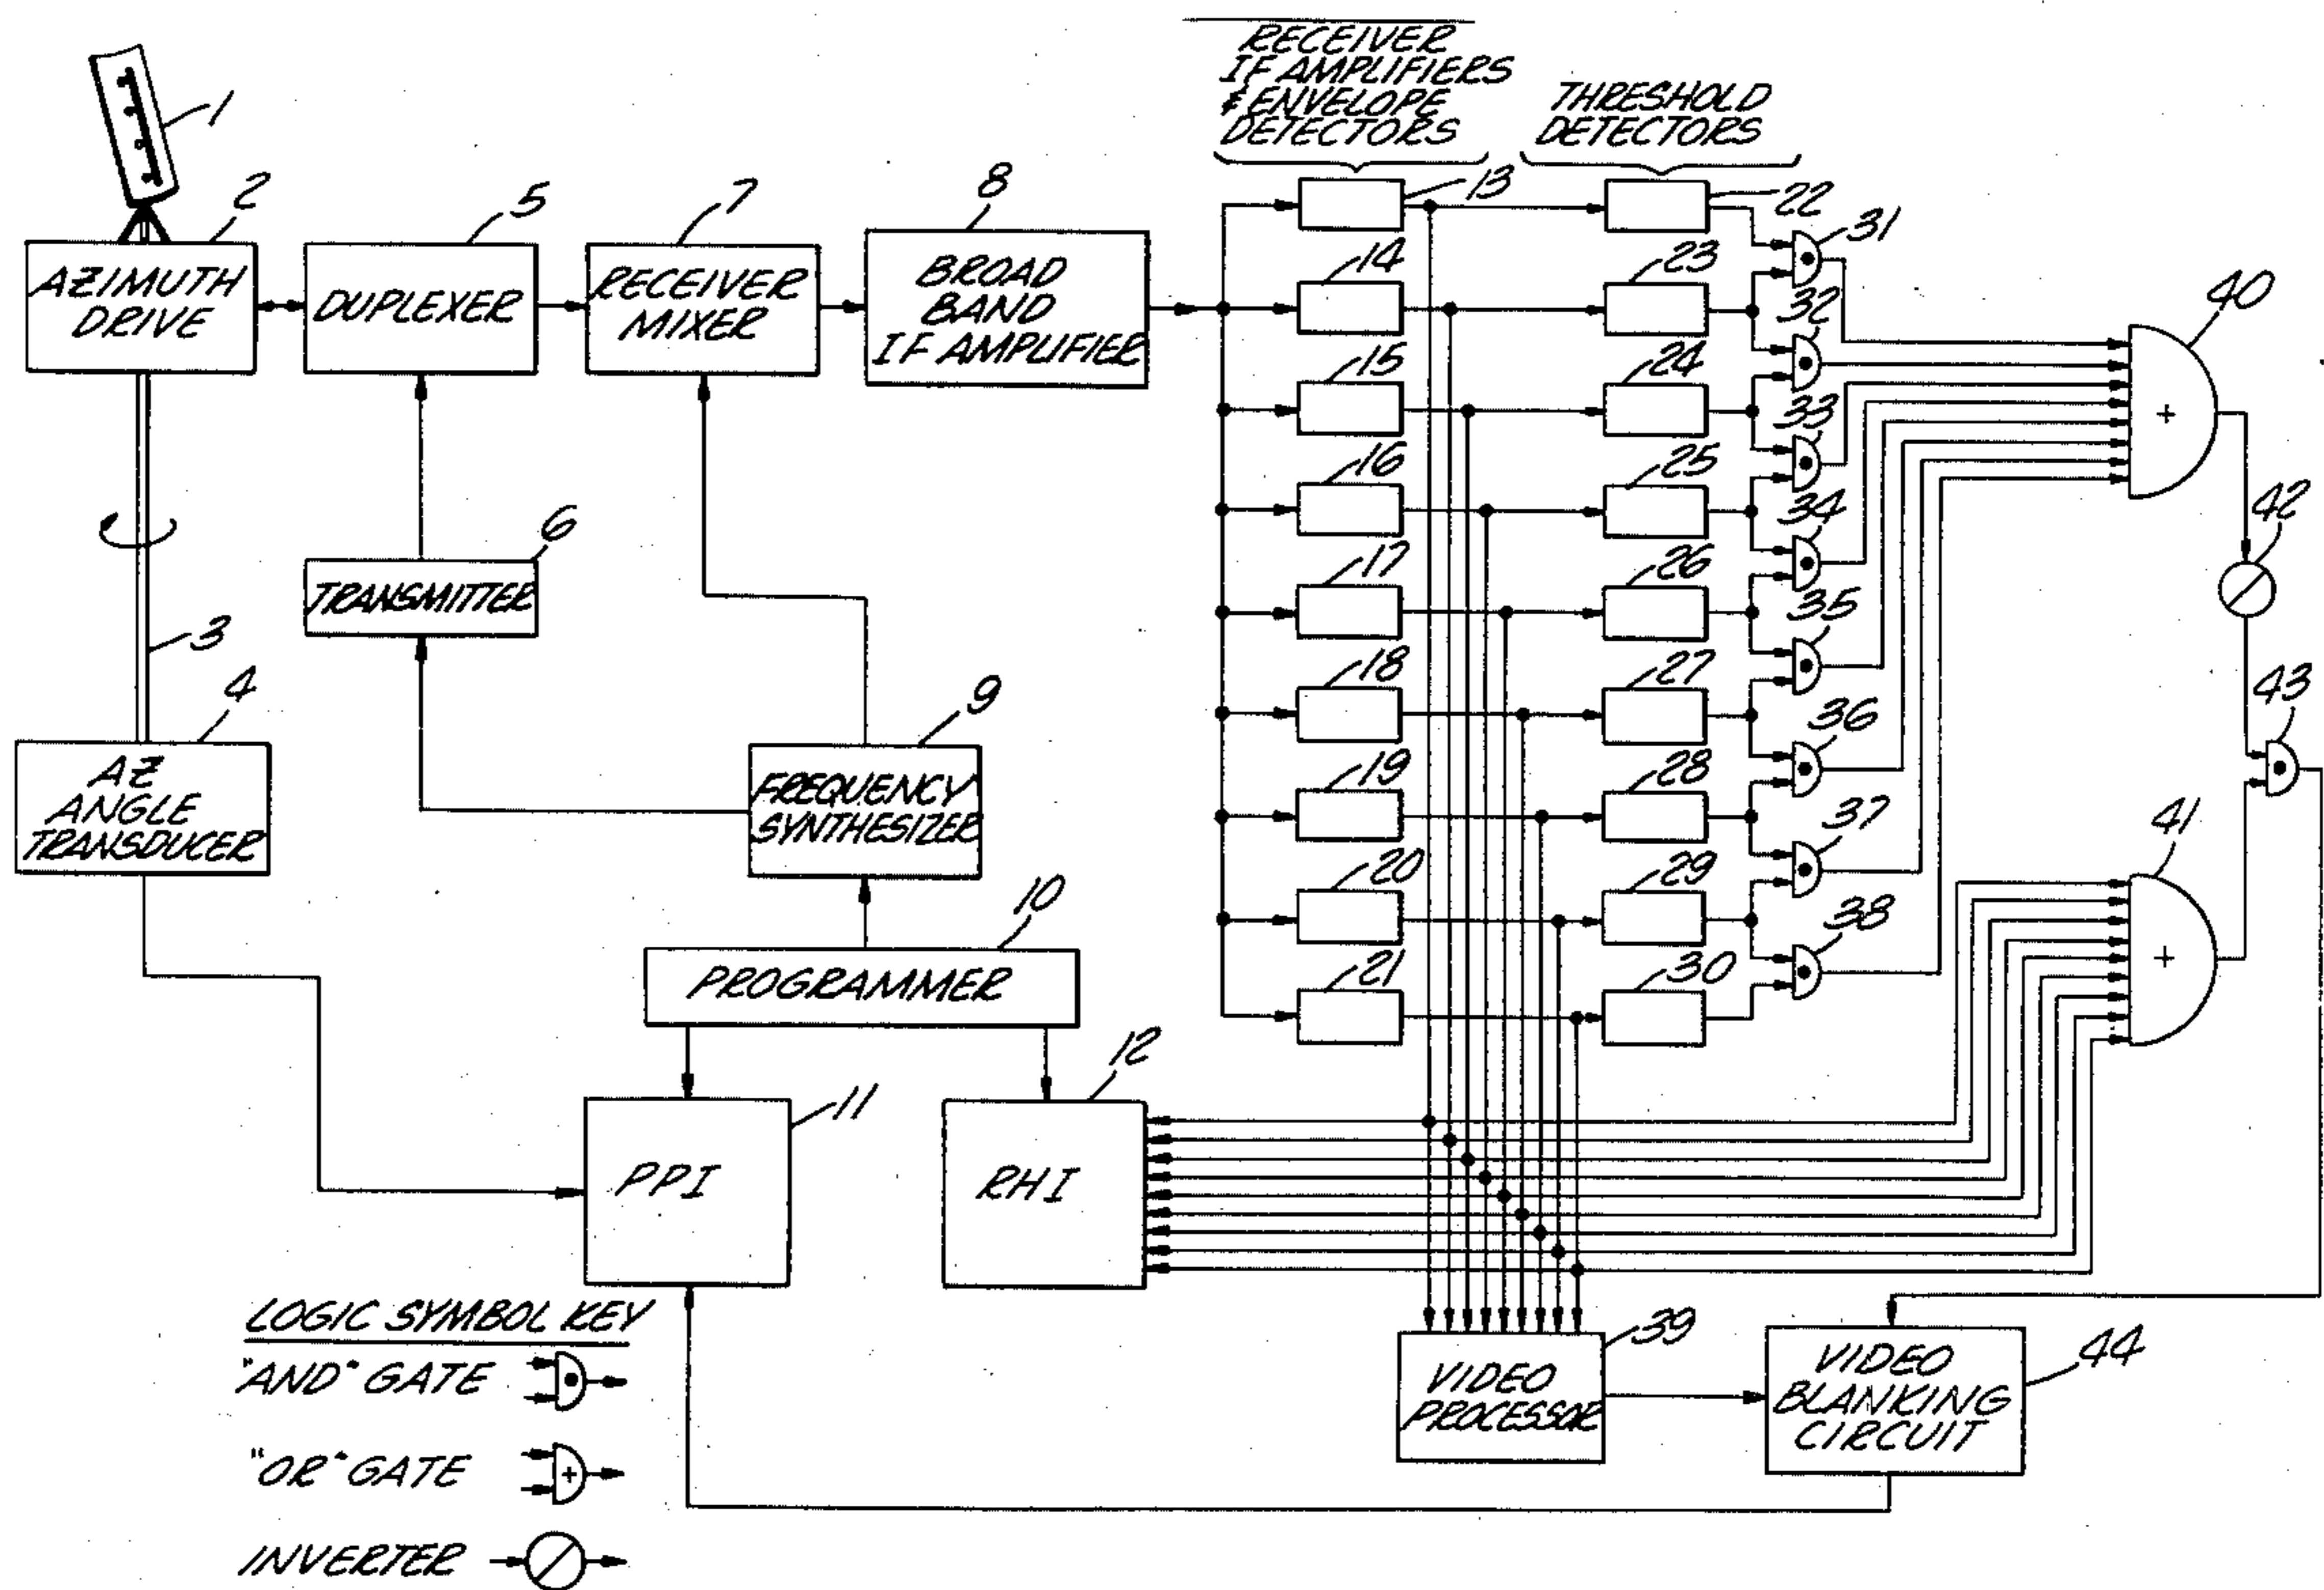 RECEIVER
IF AMPLIFIERS
& ENVELOPE
DETECTORS
THRESHOLD
DETECTORS
1
2
AZIMUTH
DRIVE
5
DUPLEXER
7
RECEIVER
MIXER
8
BROAD
BAND
IF AMPLIFIER
13
14
15
16
17
18
19
20
21
22
23
24
25
26
27
28
29
30
31
32
33
34
35
36
37
38
40
+
42
43
41
+
6
TRANSMITTER
3
4
AZ
ANGLE
TRANSDUCER
9
FREQUENCY
SYNTHESIZER
10
PROGRAMMER
11
PPI
12
RHI
39
VIDEO
PROCESSOR
44
VIDEO
BLANKING
CIRCUIT
LOGIC SYMBOL KEY
"AND" GATE
"OR" GATE +
INVERTER